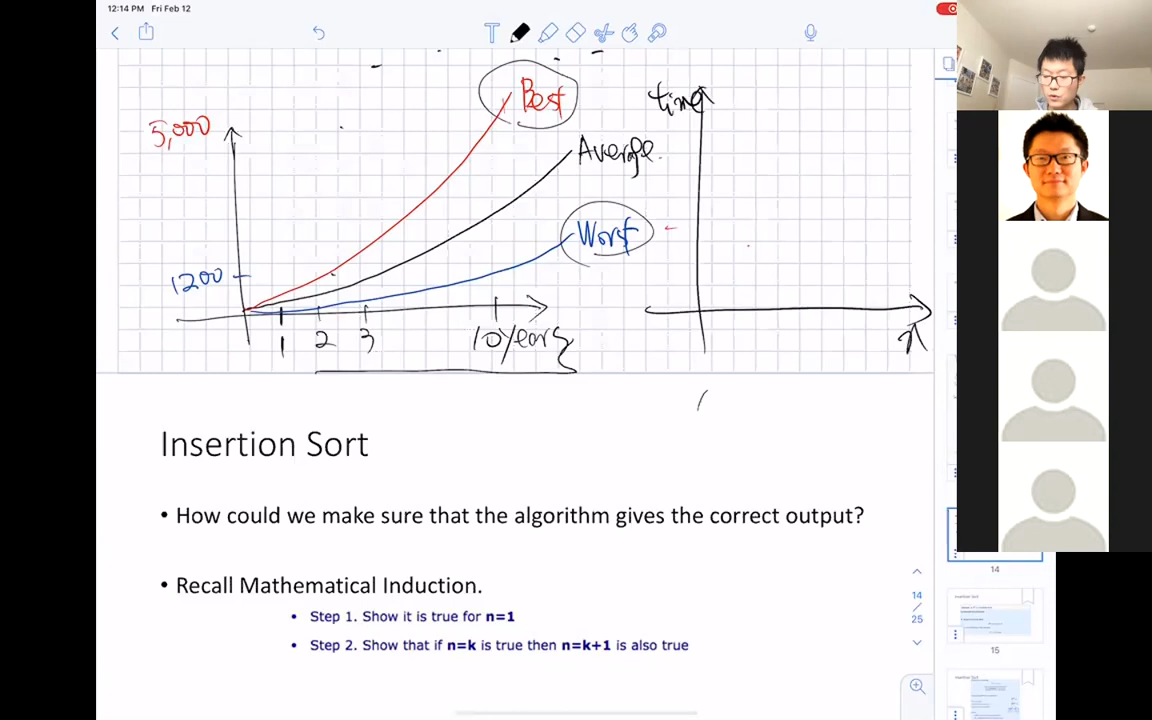 12:14 PM Fri Feb 12
Best
time
5,000
Average
Worst
1200
1
2
3
10 years
n
Insertion Sort
• How could we make sure that the algorithm gives the correct output?
• Recall Mathematical Induction.
• Step 1. Show it is true for n=1
• Step 2. Show that if n=k is true then n=k+1 is also true
14
/
25
14
15